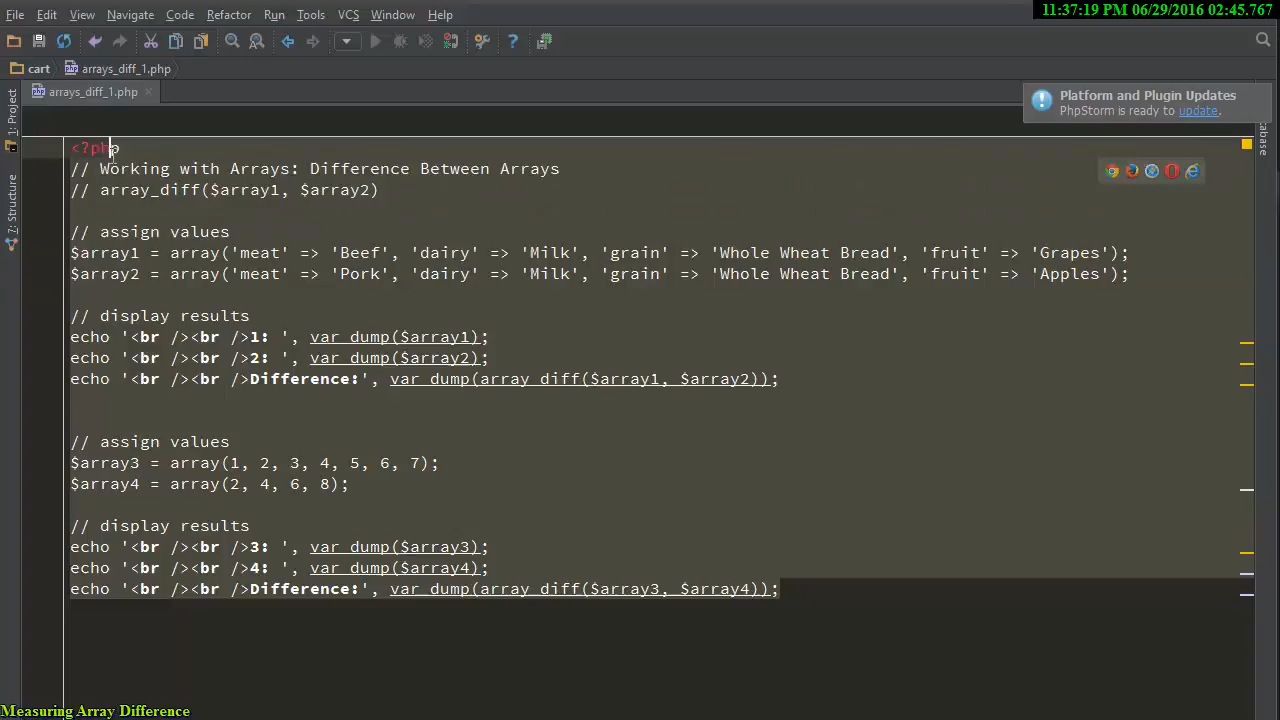 File Edit View Navigate Code Refactor Run Tools VCS Window Help
11:37:19 PM 06/29/2016 02:45.767
cart arrays_diff_1.php
arrays_diff_1.php
1: Project
7: Structure
Platform and Plugin Updates
PhpStorm is ready to update.
abase
<?php
// Working with Arrays: Difference Between Arrays
// array_diff($array1, $array2)
// assign values
$array1 = array('meat' => 'Beef', 'dairy' => 'Milk', 'grain' => 'Whole Wheat Bread', 'fruit' => 'Grapes');
$array2 = array('meat' => 'Pork', 'dairy' => 'Milk', 'grain' => 'Whole Wheat Bread', 'fruit' => 'Apples');
// display results
echo '<br /><br />1: ', var_dump($array1);
echo '<br /><br />2: ', var_dump($array2);
echo '<br /><br />Difference:', var_dump(array_diff($array1, $array2));
// assign values
$array3 = array(1, 2, 3, 4, 5, 6, 7);
$array4 = array(2, 4, 6, 8);
// display results
echo '<br /><br />3: ', var_dump($array3);
echo '<br /><br />4: ', var_dump($array4);
echo '<br /><br />Difference:', var_dump(array_diff($array3, $array4));
Measuring Array Difference